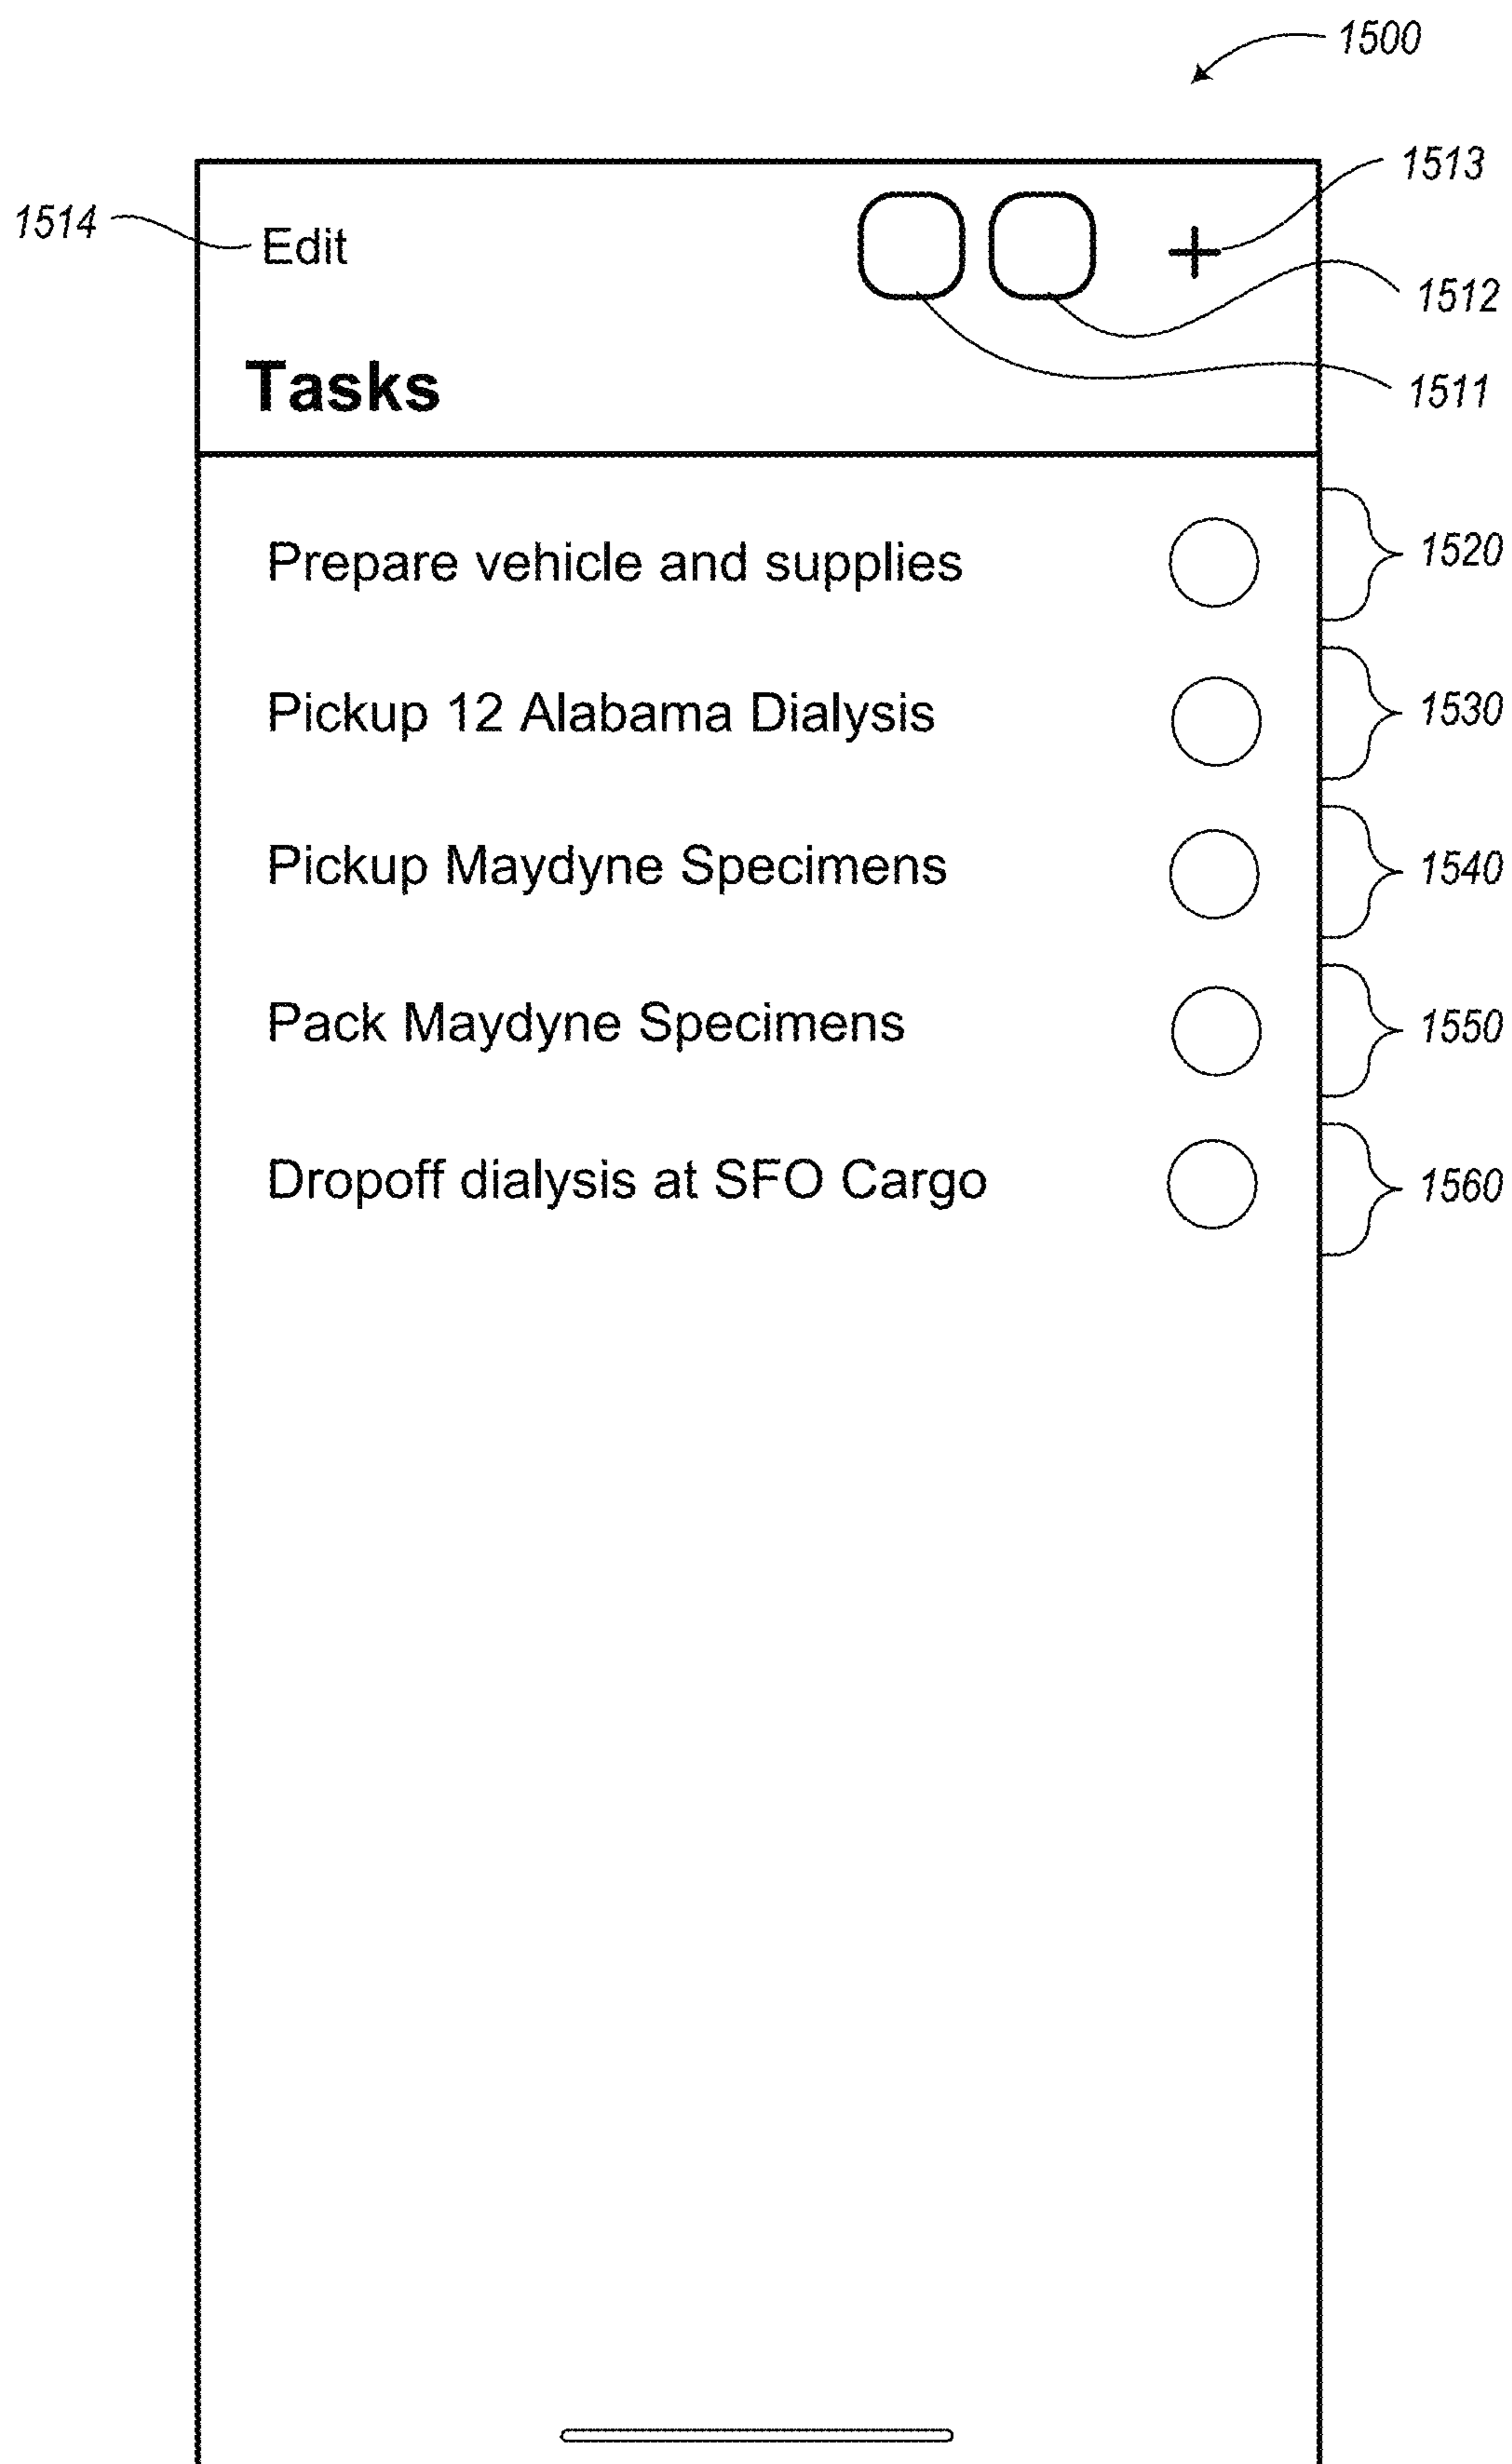 1500
1513
1514
Edit
+
1512
Tasks
1511
Prepare vehicle and supplies
1520
Pickup 12 Alabama Dialysis
1530
Pickup Maydyne Specimens
1540
Pack Maydyne Specimens
1550
Dropoff dialysis at SFO Cargo
1560